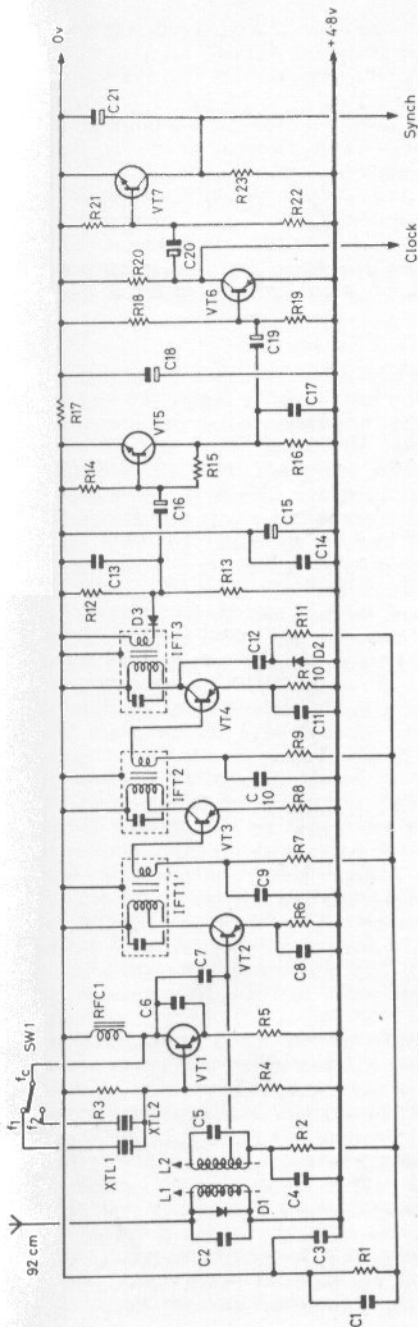 92 cm
C1
R1
C3
C2
D1
L1
L2
C5
C4
R2
f1
f2
fc
SW1
XTL1
XTL2
R3
RFC1
VT1
C6
C7
R4
R5
IFT1
VT2
C8
R6
C9
R7
IFT2
VT3
R8
C
10
R9
IFT3
D3
VT4
C11
R
10
C12
D2
R11
R12
C13
R13
C14
C15
R14
C16
R15
VT5
R16
C17
R17
C18
C19
R18
R19
R20
VT6
C20
R21
VT7
R22
R23
C21
0v
+4·8v
Clock
Synch